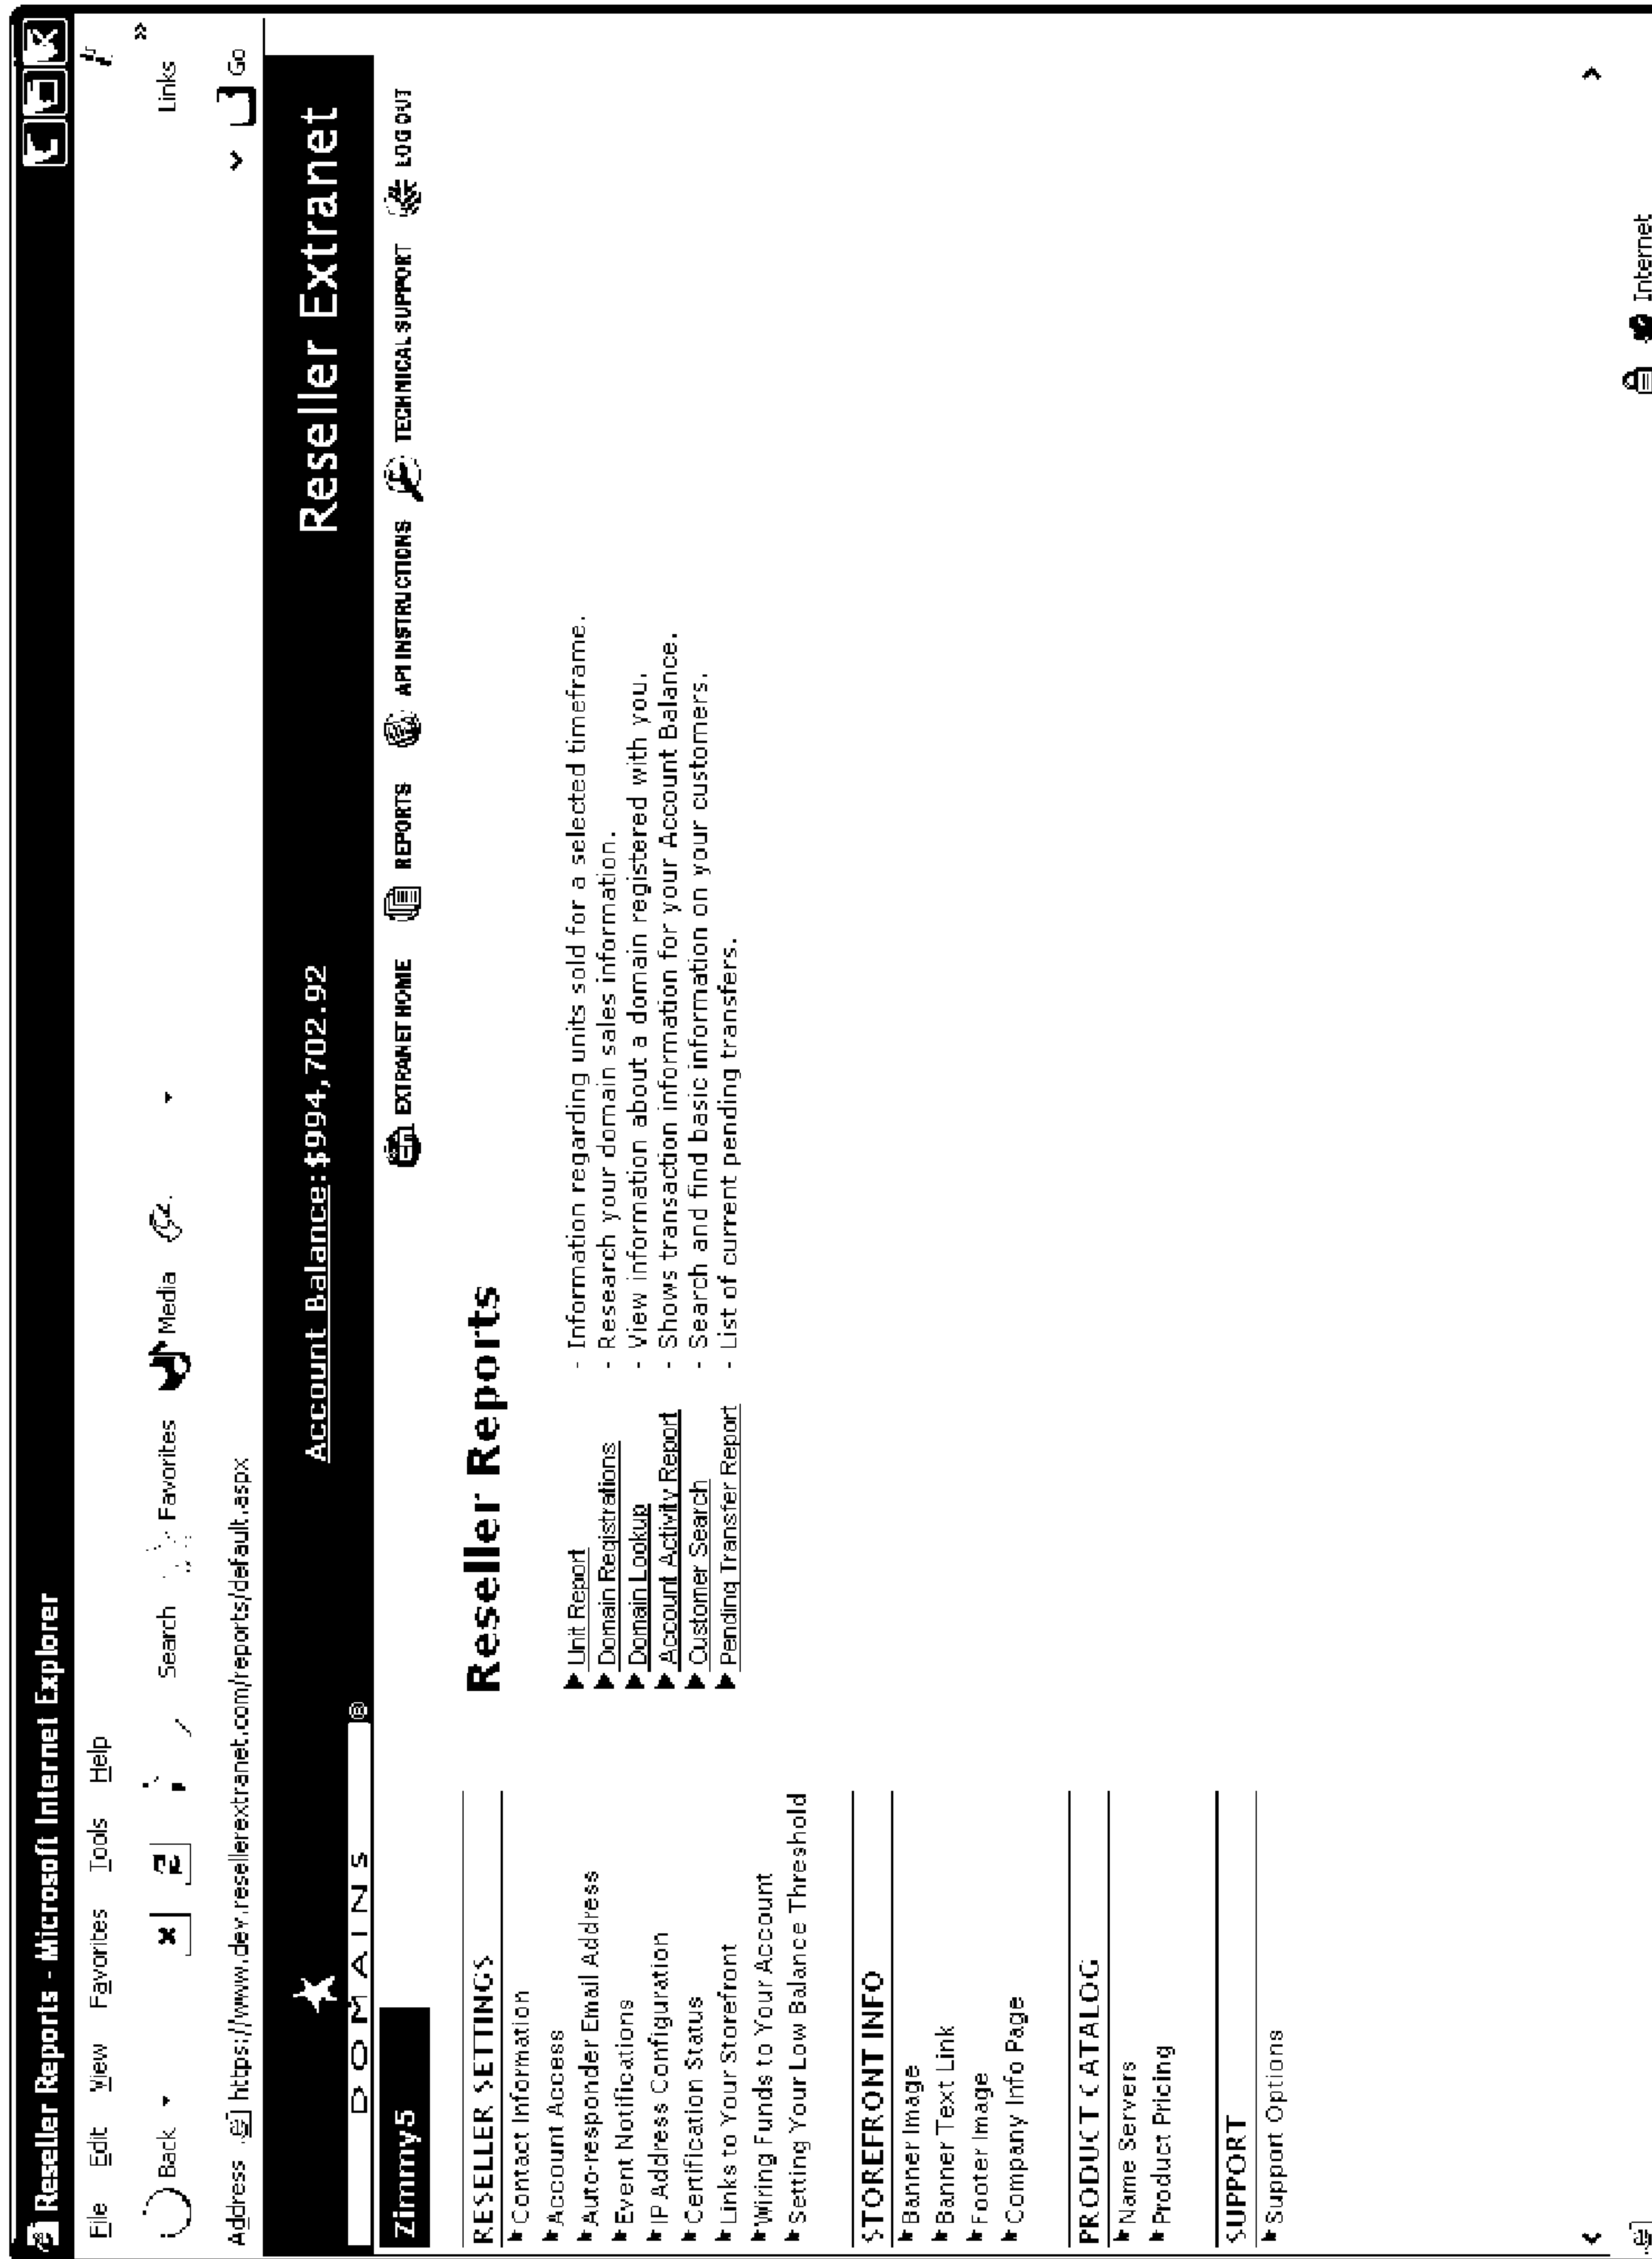 Reseller Reports - Microsoft Internet Explorer
File Edit View Favorites Tools Help
Back Search Favorites Media Links »
Address https://www.dev.resellerextranet.com/reports/default.aspx Go
DOMAINS ® Account Balance: $994,702.92 Reseller Extranet
Zimmy5 EXTRANET HOME REPORTS API INSTRUCTIONS TECHNICAL SUPPORT LOG OUT
RESELLER SETTINGS
Contact Information
Account Access
Auto-responder Email Address
Event Notifications
IP Address Configuration
Certification Status
Links to Your Storefront
Wiring Funds to Your Account
Setting Your Low Balance Threshold
STOREFRONT INFO
Banner Image
Banner Text Link
Footer Image
Company Info Page
PRODUCT CATALOG
Name Servers
Product Pricing
SUPPORT
Support Options
Reseller Reports
Unit Report - Information regarding units sold for a selected timeframe.
Domain Registrations - Research your domain sales information.
Domain Lookup - View information about a domain registered with you.
Account Activity Report - Shows transaction information for your Account Balance.
Customer Search - Search and find basic information on your customers.
Pending Transfer Report - List of current pending transfers.
Internet